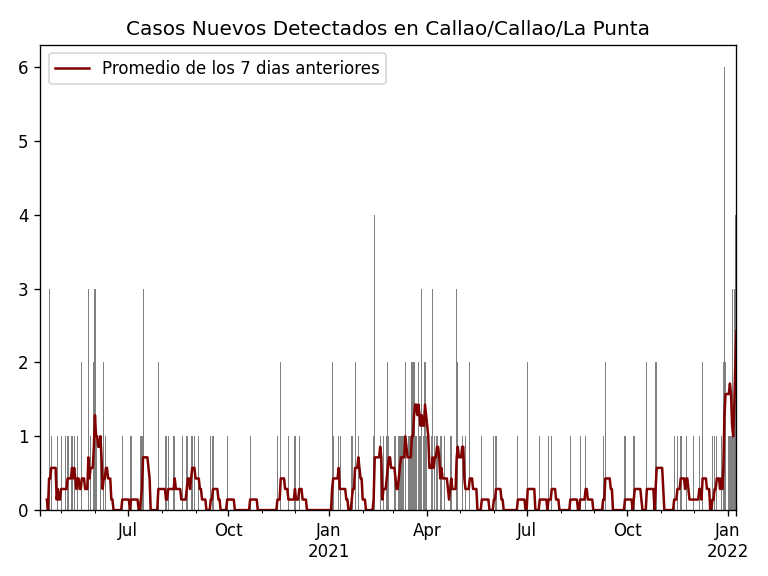 Casos Nuevos Detectados en Callao/Callao/La Punta
Promedio de los 7 dias anteriores
6
5
4
3
2
1
0
Jul
Oct
Jan
2021
Apr
Jul
Oct
Jan
2022